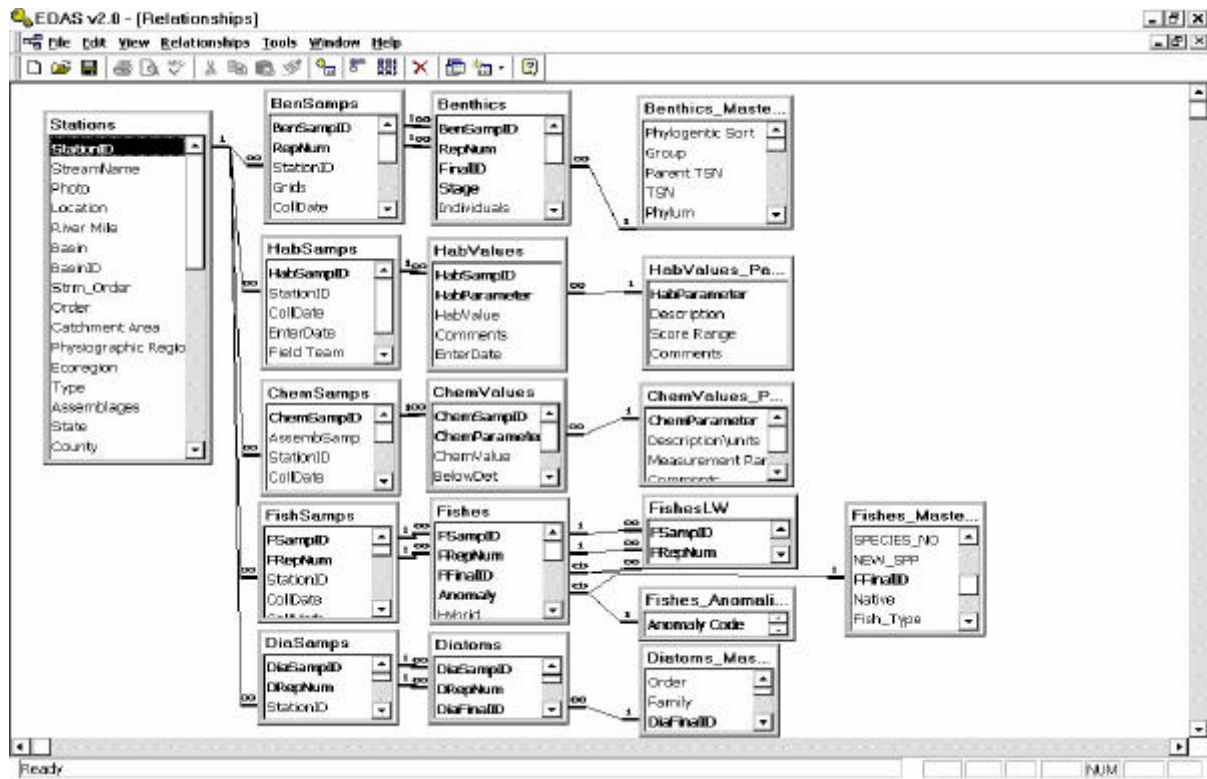 EDAS v2.0 - [Relationships]
File Edit View Relationships Tools Window Help
Stations
StationID
StreamName
Photo
Location
River Mile
Basin
BasinID
Strm_Order
Order
Catchment Area
Physiographic Regio
Ecoregion
Type
Assemblages
State
County
BenSamps
BenSampID
RepNum
StationID
Grids
CollDate
Benthics
BenSampID
RepNum
FinalID
Stage
Individuals
Benthics_Maste...
Phylogentic Sort
Group
Parent TSN
TSN
Phylum
HabSamps
HabSampID
StationID
CollDate
EnterDate
Field Team
HabValues
HabSampID
HabParameter
HabValue
Comments
EnterDate
HabValues_Pa...
HabParameter
Description
Score Range
Comments
ChemSamps
ChemSampID
AssembSamp
StationID
CollDate
ChemValues
ChemSampID
ChemParameter
ChemValue
BelowDet
ChemValues_P...
ChemParameter
Description\units
Measurement Ran
Comments
FishSamps
FSampID
FRepNum
StationID
CollDate
Fishes
FSampID
FRepNum
FFinalID
Anomaly
Hybrid
FishesLW
FSampID
FRepNum
Fishes_Anomali...
Anomaly Code
Fishes_Maste...
SPECIES_NO
NEW_SPP
FFinalID
Native
Fish_Type
DiaSamps
DiaSampID
DRepNum
StationID
Diatoms
DiaSampID
DRepNum
DiaFinalID
Diatoms_Mas...
Order
Family
DiaFinalID
Ready
NUM